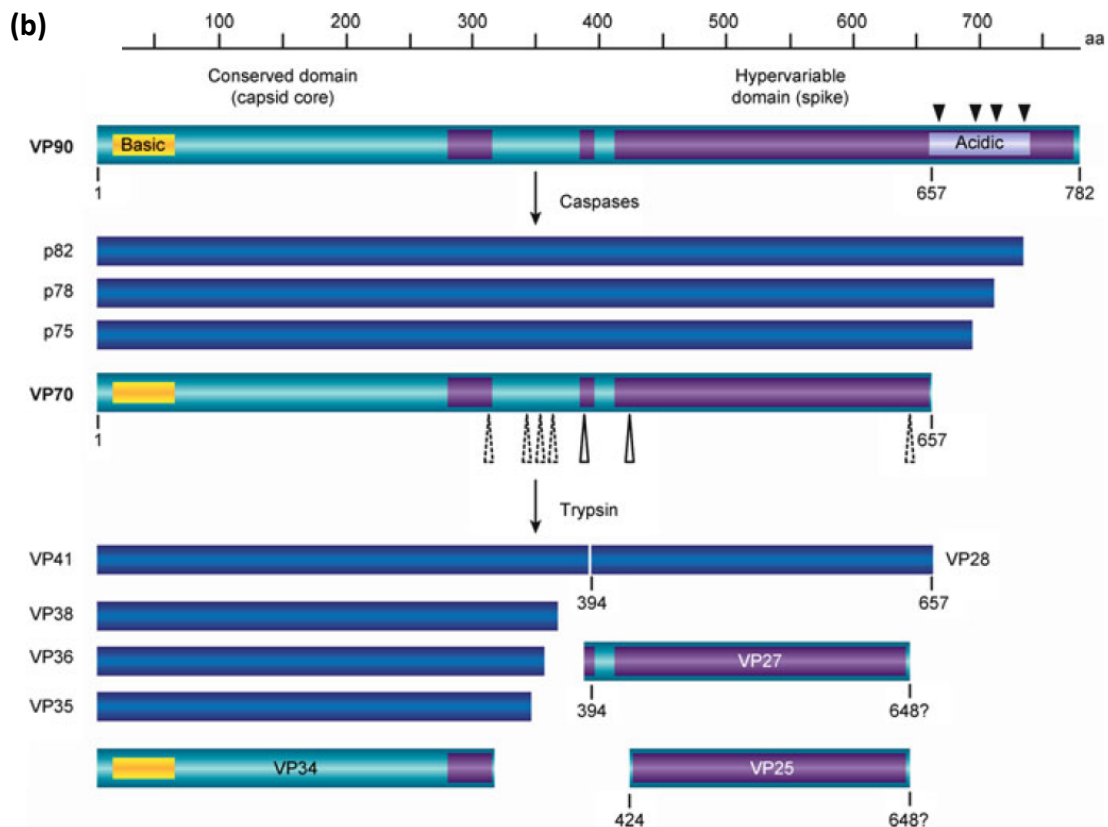 (b)
100 200 300 400 500 600 700
aa
Conserved domain
(capsid core)
Hypervariable
domain (spike)
VP90
Basic
Acidic
1
657
782
Caspases
p82
p78
p75
VP70
1
657
Trypsin
VP41
VP28
394
657
VP38
VP36
VP27
394
648?
VP35
VP34
VP25
424
648?